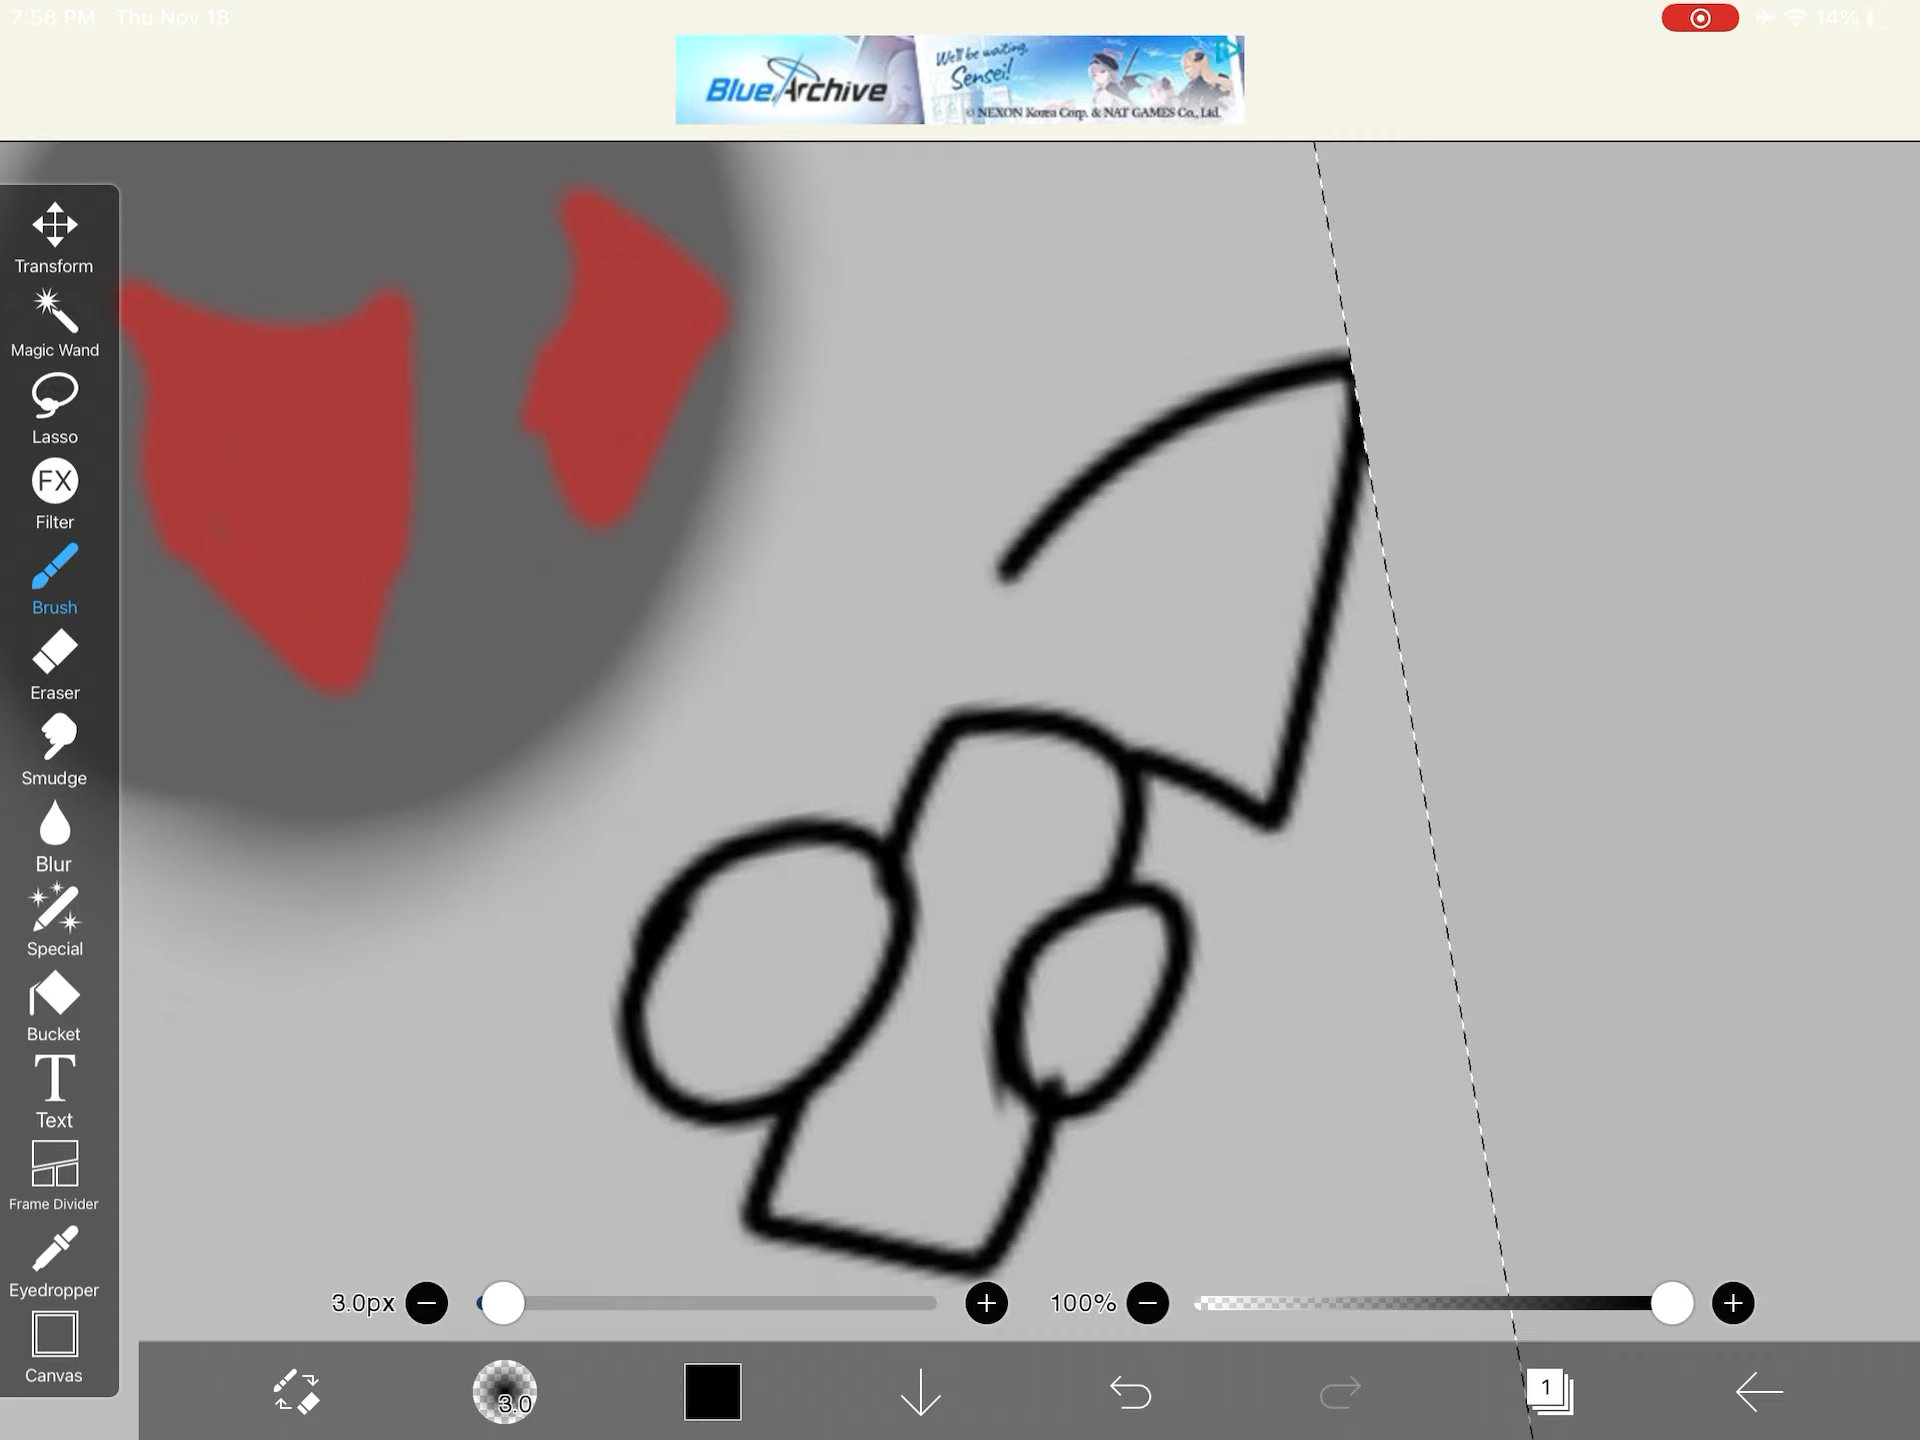 7:58 PM Thu Nov 18
14%
Blue Archive
We'll be waiting,
Sensei!
© NEXON Korea Corp. & NAT GAMES Co., Ltd.
Transform
Magic Wand
Lasso
FX
Filter
Brush
Eraser
Smudge
Blur
Special
Bucket
T
Text
Frame Divider
Eyedropper
Canvas
3.0px
100%
3.0
1